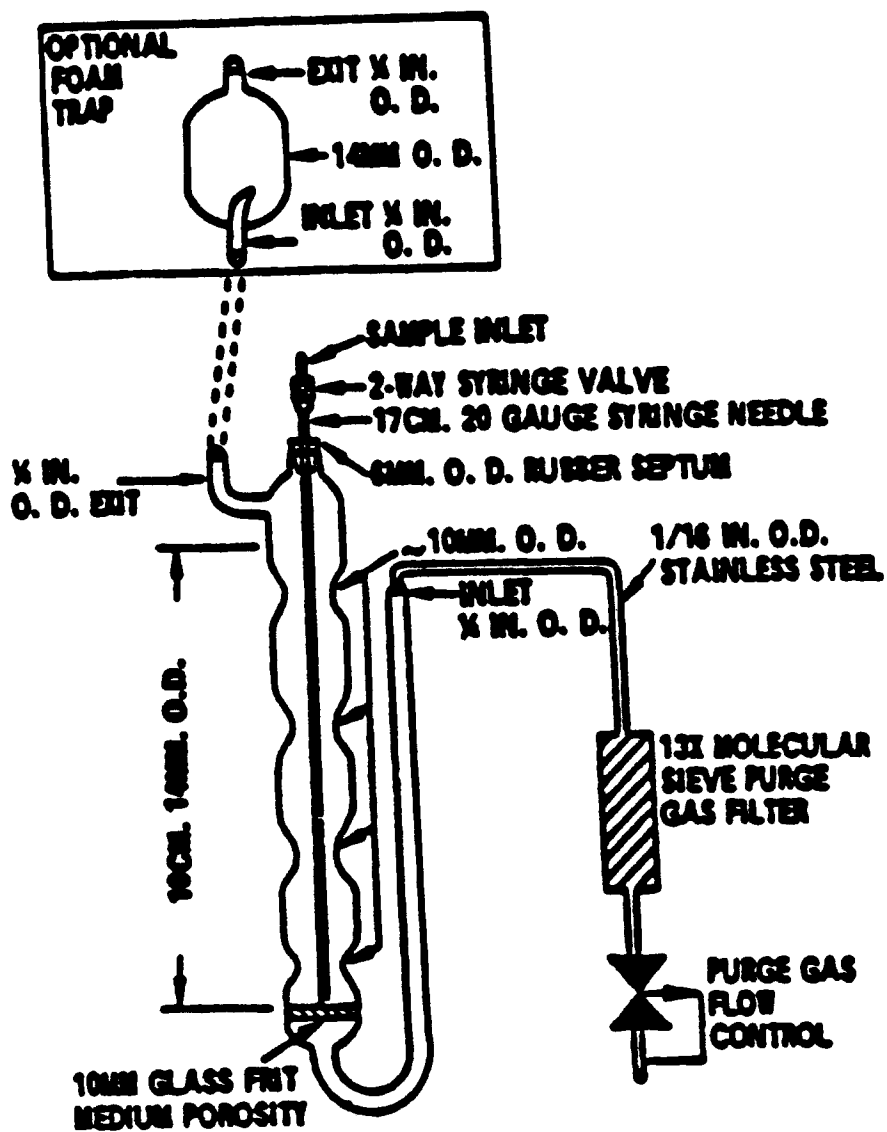 OPTIONAL
FOAM
TRAP
EXIT ¼ IN.
O. D.
14MM O. D.
INLET ¼ IN.
O. D.
SAMPLE INLET
2-WAY SYRINGE VALVE
17CM. 20 GAUGE SYRINGE NEEDLE
6MM. O. D. RUBBER SEPTUM
¼ IN.
O. D. EXIT
~10MM. O. D.
INLET
¼ IN. O. D.
1/16 IN. O.D.
STAINLESS STEEL
10CM. 14MM. O.D.
13X MOLECULAR
SIEVE PURGE
GAS FILTER
PURGE GAS
FLOW
CONTROL
10MM GLASS FRIT
MEDIUM POROSITY